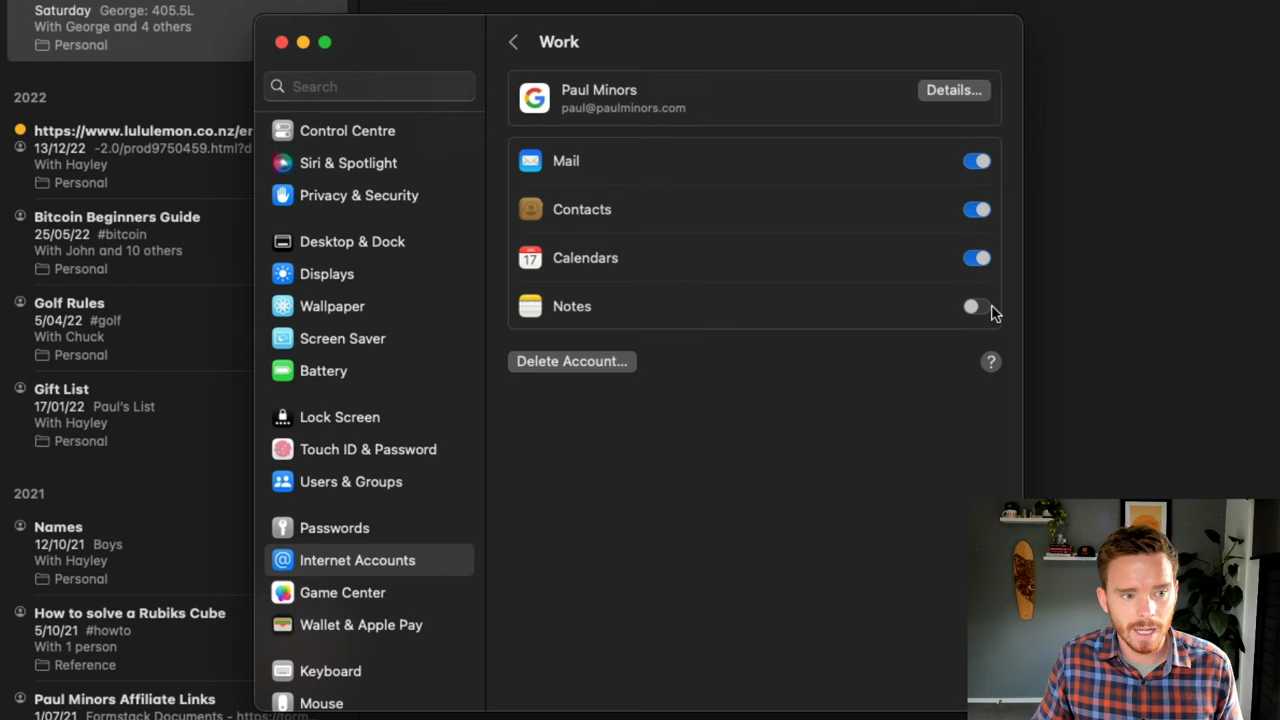 Saturday George: 405.5L
With George and 4 others
Personal
2022
https://www.lululemon.co.nz/er
13/12/22 -2.0/prod9750459.html?d
With Hayley
Personal
Bitcoin Beginners Guide
25/05/22 #bitcoin
With John and 10 others
Personal
Golf Rules
5/04/22 #golf
With Chuck
Personal
Gift List
17/01/22 Paul's List
With Hayley
Personal
2021
Names
12/10/21 Boys
With Hayley
Personal
How to solve a Rubiks Cube
5/10/21 #howto
With 1 person
Reference
Paul Minors Affiliate Links
1/07/21 Formstack Documents - https://form...
Search
Control Centre
Siri & Spotlight
Privacy & Security
Desktop & Dock
Displays
Wallpaper
Screen Saver
Battery
Lock Screen
Touch ID & Password
Users & Groups
Passwords
Internet Accounts
Game Center
Wallet & Apple Pay
Keyboard
Mouse
Work
Paul Minors
paul@paulminors.com
Details...
Mail
Contacts
17
Calendars
Notes
Delete Account...
?